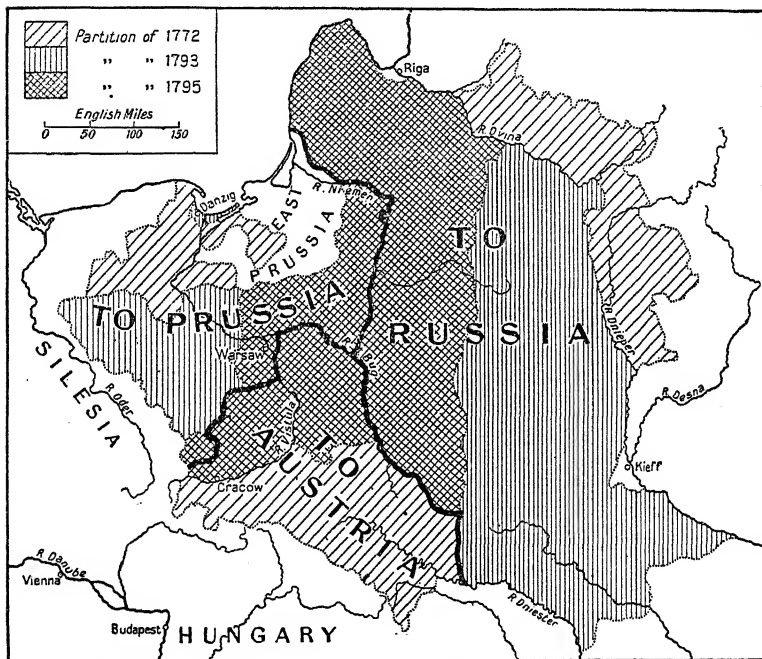 Partition of 1772
" " 1793
" " 1795
English Miles
0 50 100 150
Riga
R. Dvina
Danzig
EAST PRUSSIA
R. Niemen
TO PRUSSIA
TO RUSSIA
R. Dnieper
SILESIA
R. Oder
Warsaw
R. Bug
R. Desna
R. Vistula
TO AUSTRIA
Cracow
Kieff
R. Danube
Vienna
R. Dniester
Budapest
HUNGARY